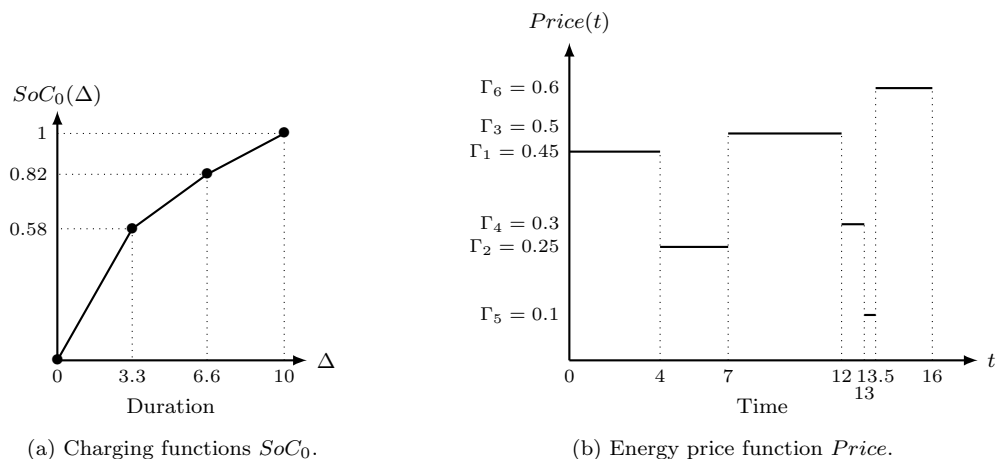 SoC₀(Δ)
1
0.82
0.58
0
3.3
6.6
10
Δ
Duration
(a) Charging functions SoC₀.
Price(t)
Γ₆ = 0.6
Γ₃ = 0.5
Γ₁ = 0.45
Γ₄ = 0.3
Γ₂ = 0.25
Γ₅ = 0.1
0
4
7
12
13.5
16
13
t
Time
(b) Energy price function Price.